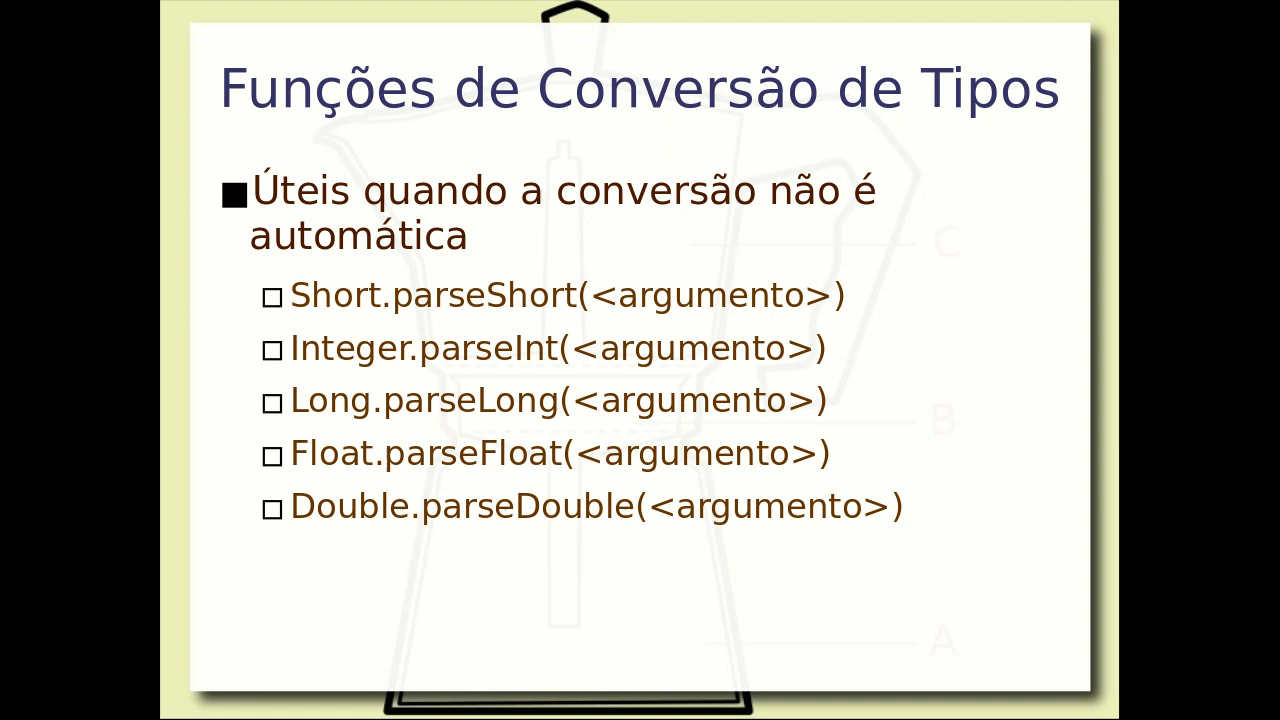 Funções de Conversão de Tipos
Úteis quando a conversão não é
automática
Short.parseShort(<argumento>)
Integer.parseInt(<argumento>)
Long.parseLong(<argumento>)
Float.parseFloat(<argumento>)
Double.parseDouble(<argumento>)
C
B
A